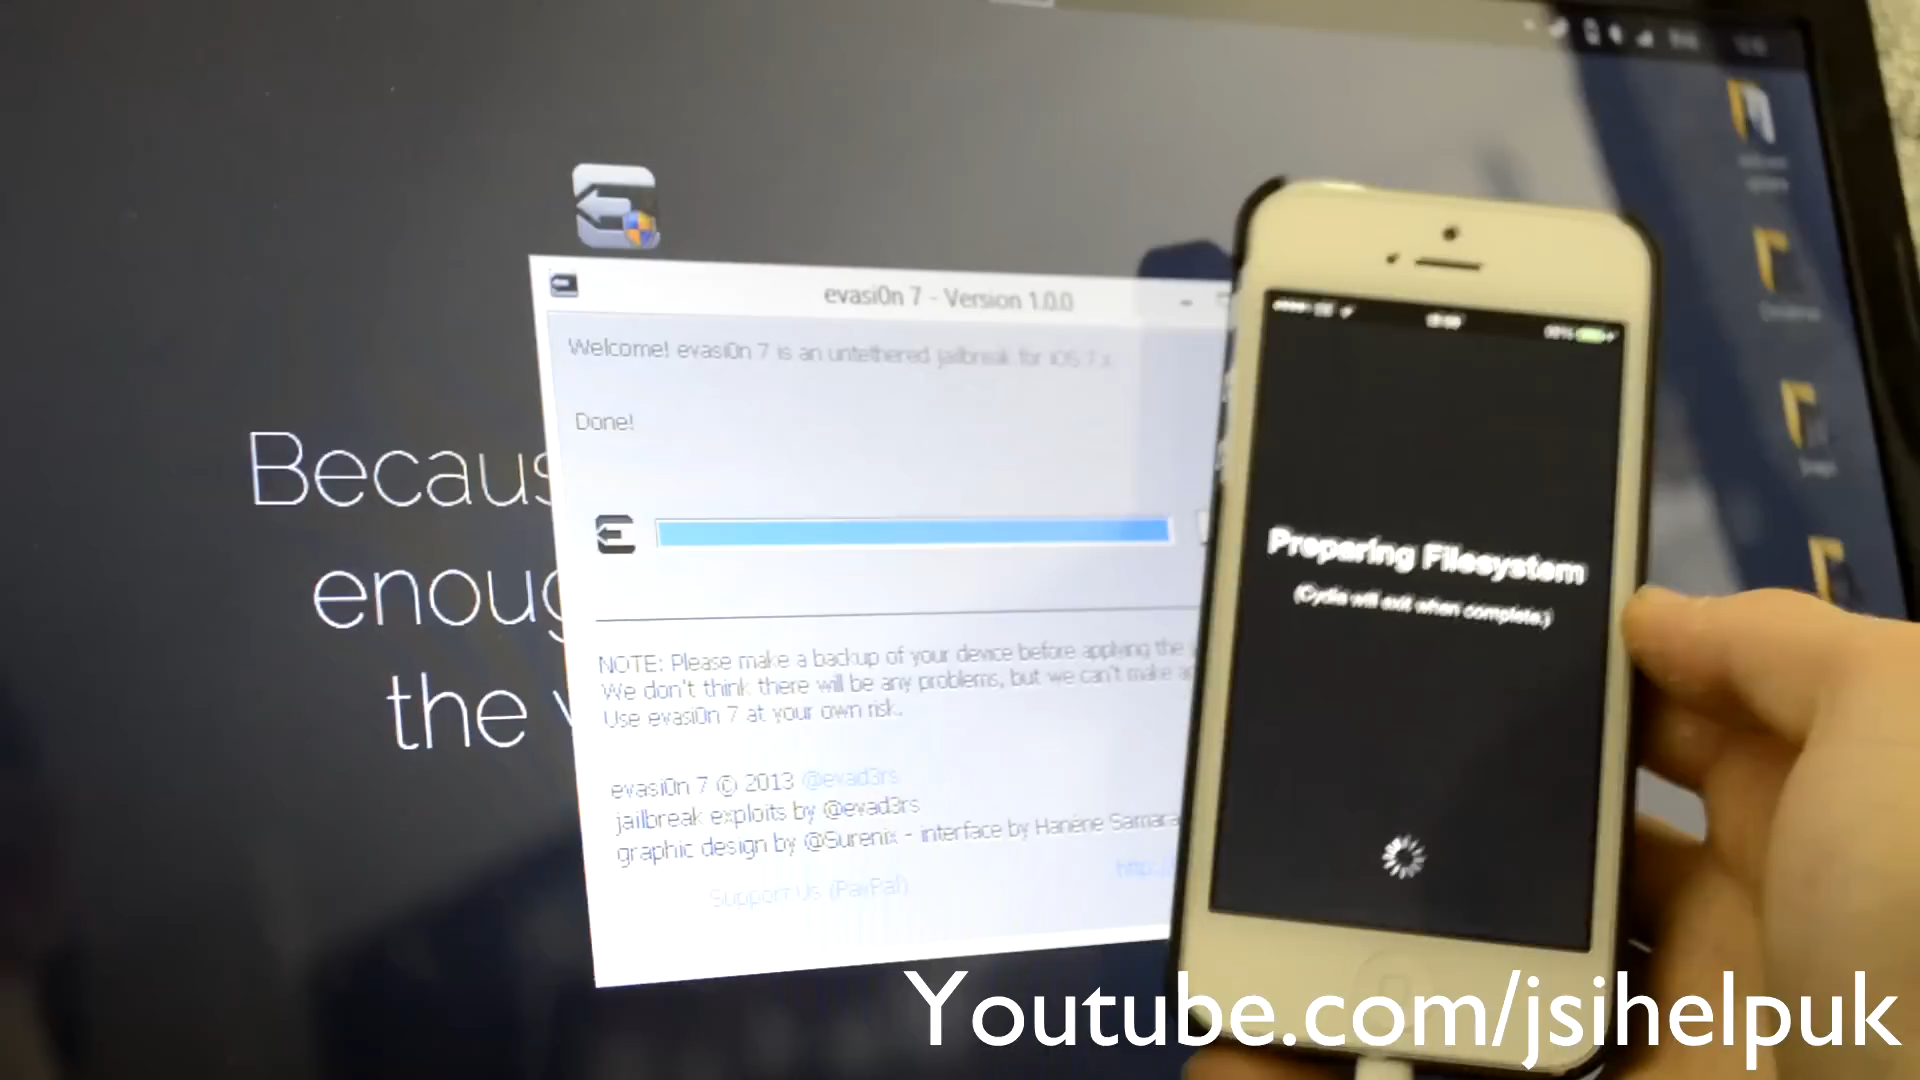 evasi0n 7 - Version 1.0.0
Welcome! evasi0n 7 is an untethered jailbreak for iOS 7.x
Done!
Becaus
enoug
the
NOTE: Please make a backup of your device before applying the
We don't think there will be any problems, but we can't make
Use evasi0n 7 at your own risk.
evasi0n 7 © 2013 @evad3rs
jailbreak exploits by @evad3rs
graphic design by @Surenix - interface by Hanéne Samara
Support Us (PayPal)
http:/
Preparing Filesystem
(Cydia will exit when complete.)
Youtube.com/jsihelpuk